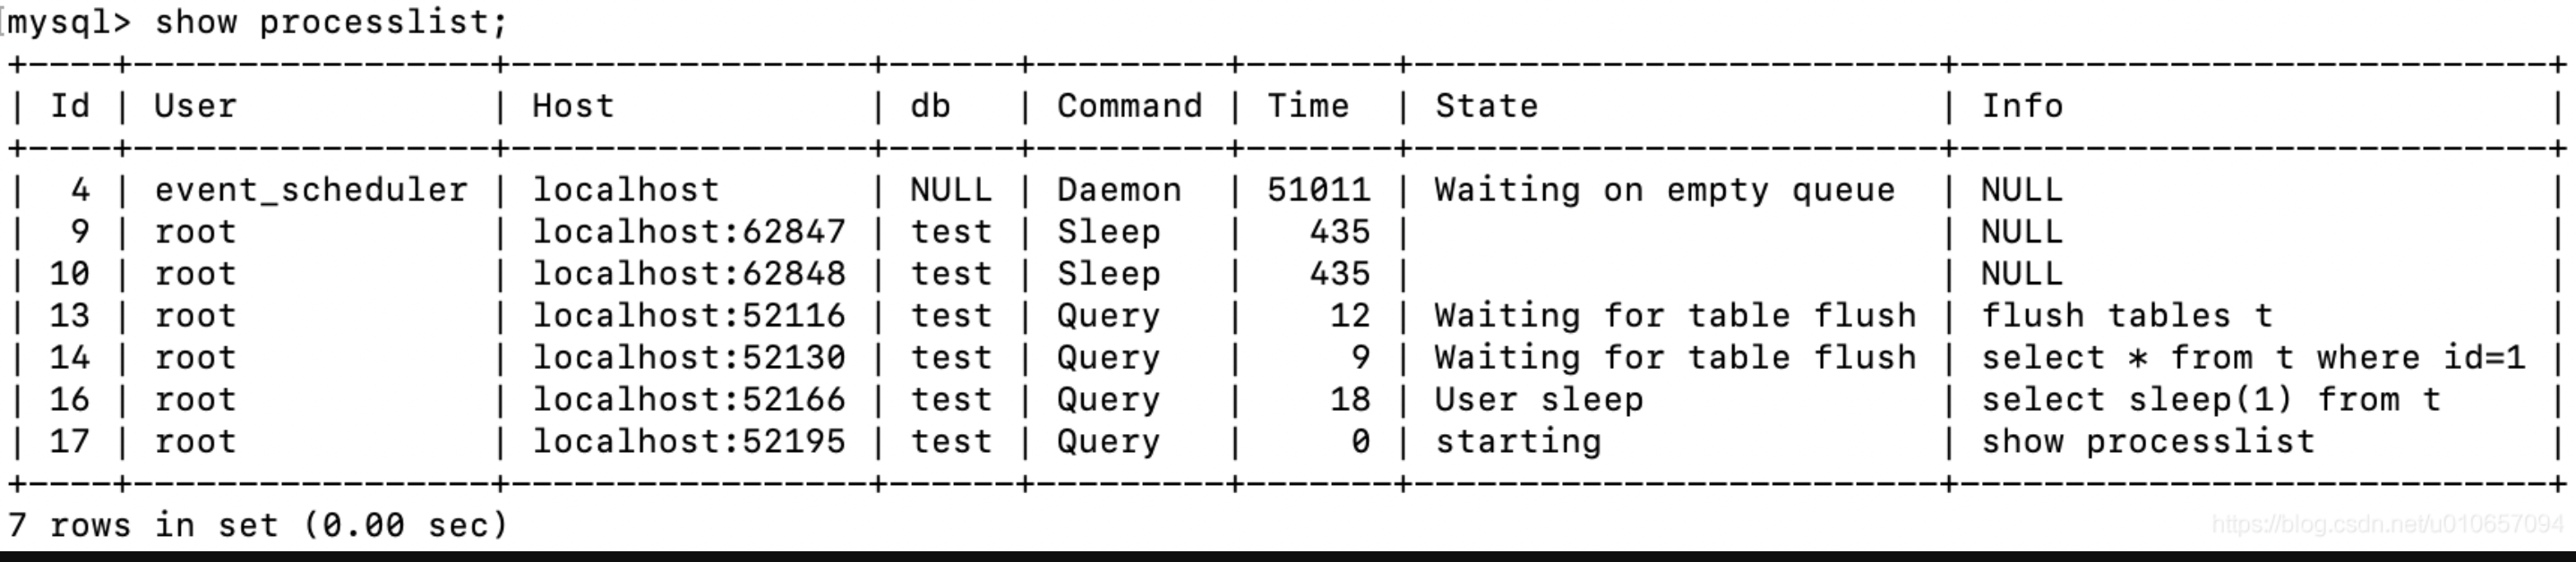 [mysql> show processlist;
+----+-----------------+-----------------+------+---------+-------+-------------------------+----------------------------+
| Id | User            | Host            | db   | Command | Time  | State                   | Info                       |
+----+-----------------+-----------------+------+---------+-------+-------------------------+----------------------------+
|  4 | event_scheduler | localhost       | NULL | Daemon  | 51011 | Waiting on empty queue  | NULL                       |
|  9 | root            | localhost:62847 | test | Sleep   |   435 |                         | NULL                       |
| 10 | root            | localhost:62848 | test | Sleep   |   435 |                         | NULL                       |
| 13 | root            | localhost:52116 | test | Query   |    12 | Waiting for table flush | flush tables t             |
| 14 | root            | localhost:52130 | test | Query   |     9 | Waiting for table flush | select * from t where id=1 |
| 16 | root            | localhost:52166 | test | Query   |    18 | User sleep              | select sleep(1) from t     |
| 17 | root            | localhost:52195 | test | Query   |     0 | starting                | show processlist           |
+----+-----------------+-----------------+------+---------+-------+-------------------------+----------------------------+
7 rows in set (0.00 sec)
https://blog.csdn.net/u010657094